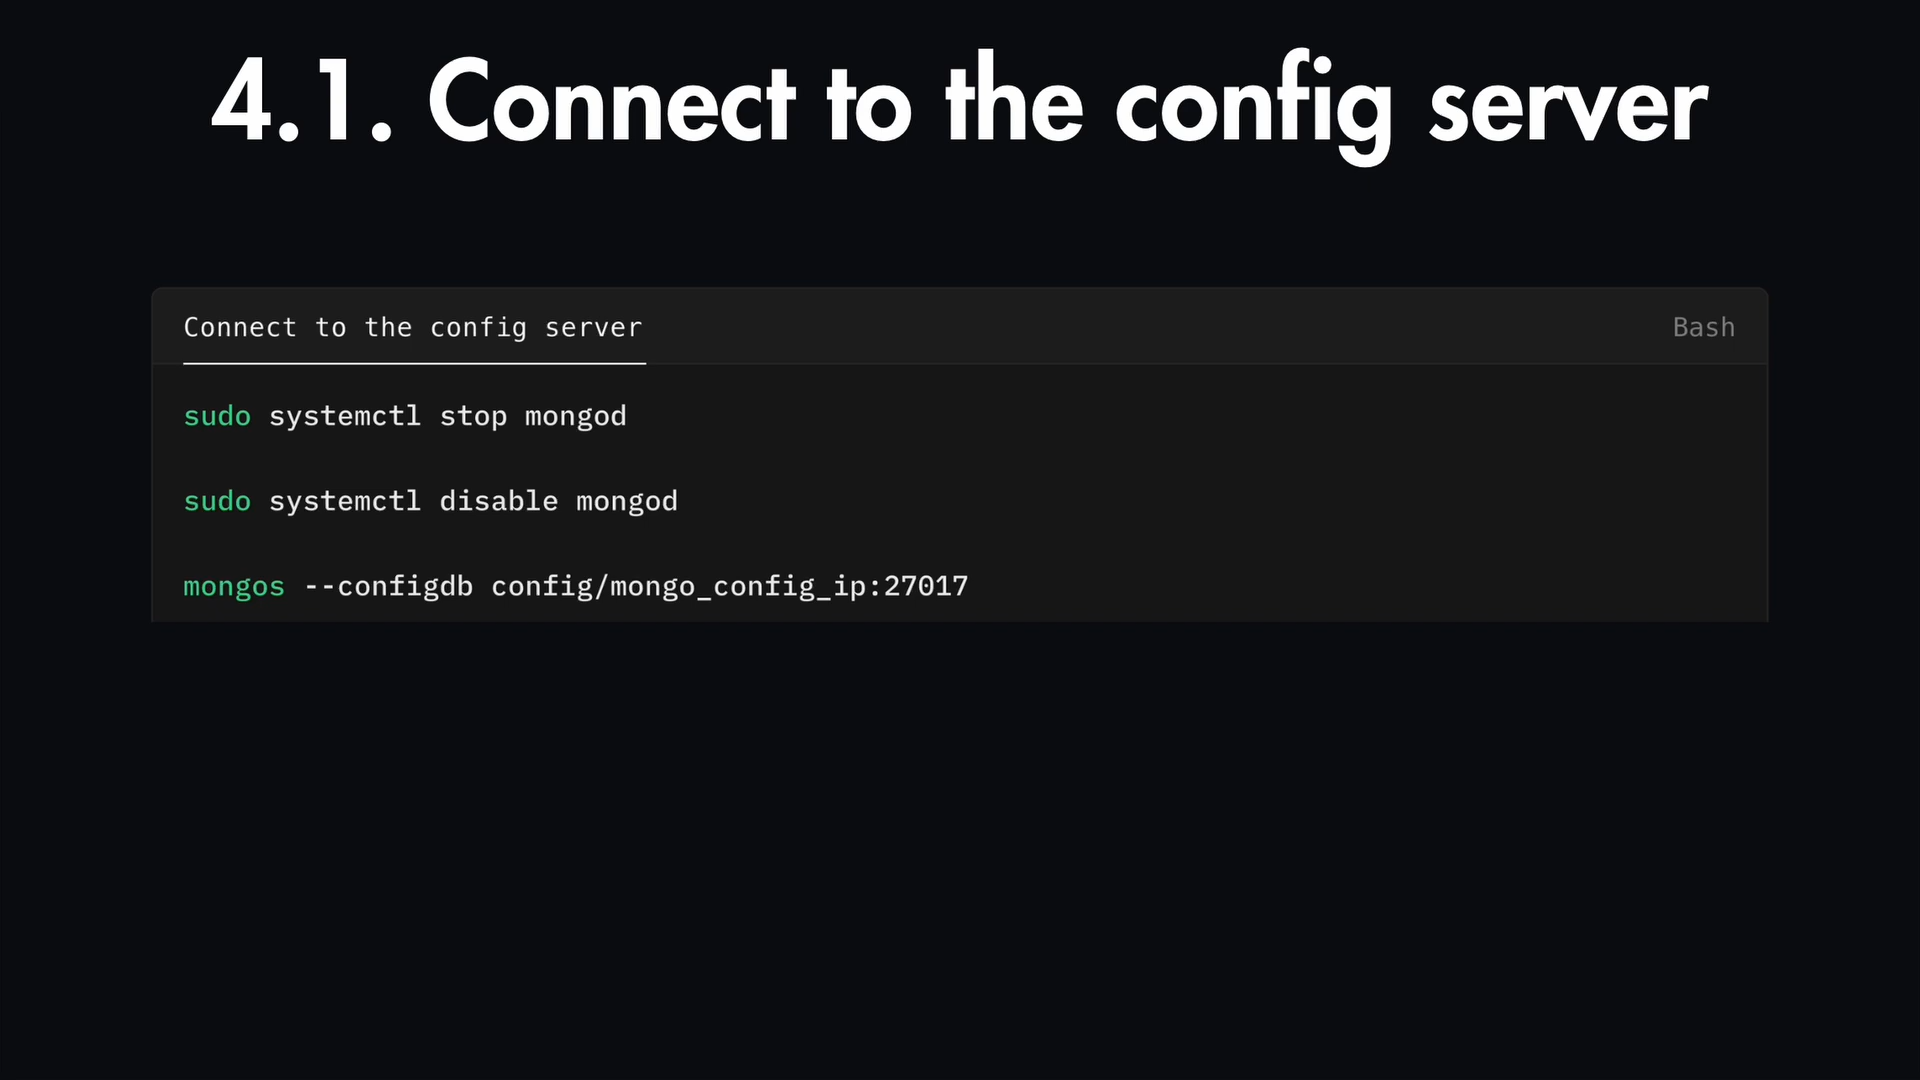 4.1. Connect to the config server
Connect to the config server
Bash
sudo systemctl stop mongod
sudo systemctl disable mongod
mongos --configdb config/mongo_config_ip:27017